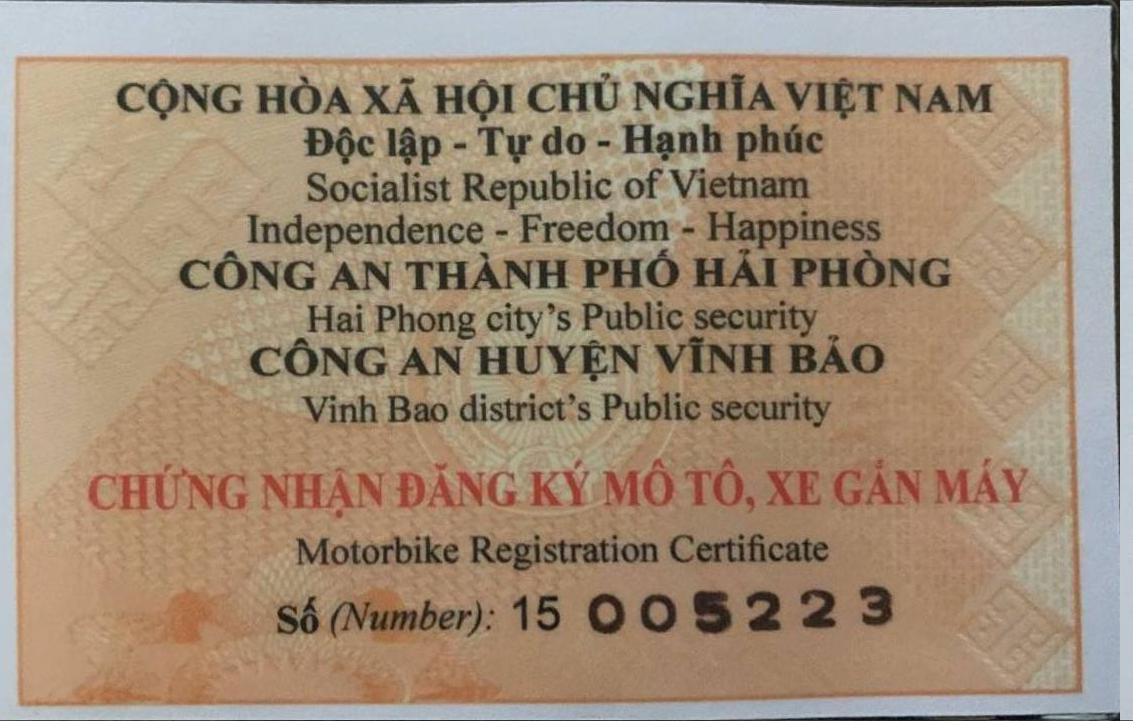 CỘNG HÒA XÃ HỘI CHỦ NGHĨA VIỆT NAM
Độc lập - Tự do - Hạnh phúc
Socialist Republic of Vietnam
Independence - Freedom - Happiness
CÔNG AN THÀNH PHỐ HẢI PHÒNG
Hai Phong city's Public security
CÔNG AN HUYỆN VĨNH BẢO
Vinh Bao district's Public security
CHỨNG NHẬN ĐĂNG KÝ MÔ TÔ, XE GẮN MÁY
Motorbike Registration Certificate
Số (Number): 15 005223